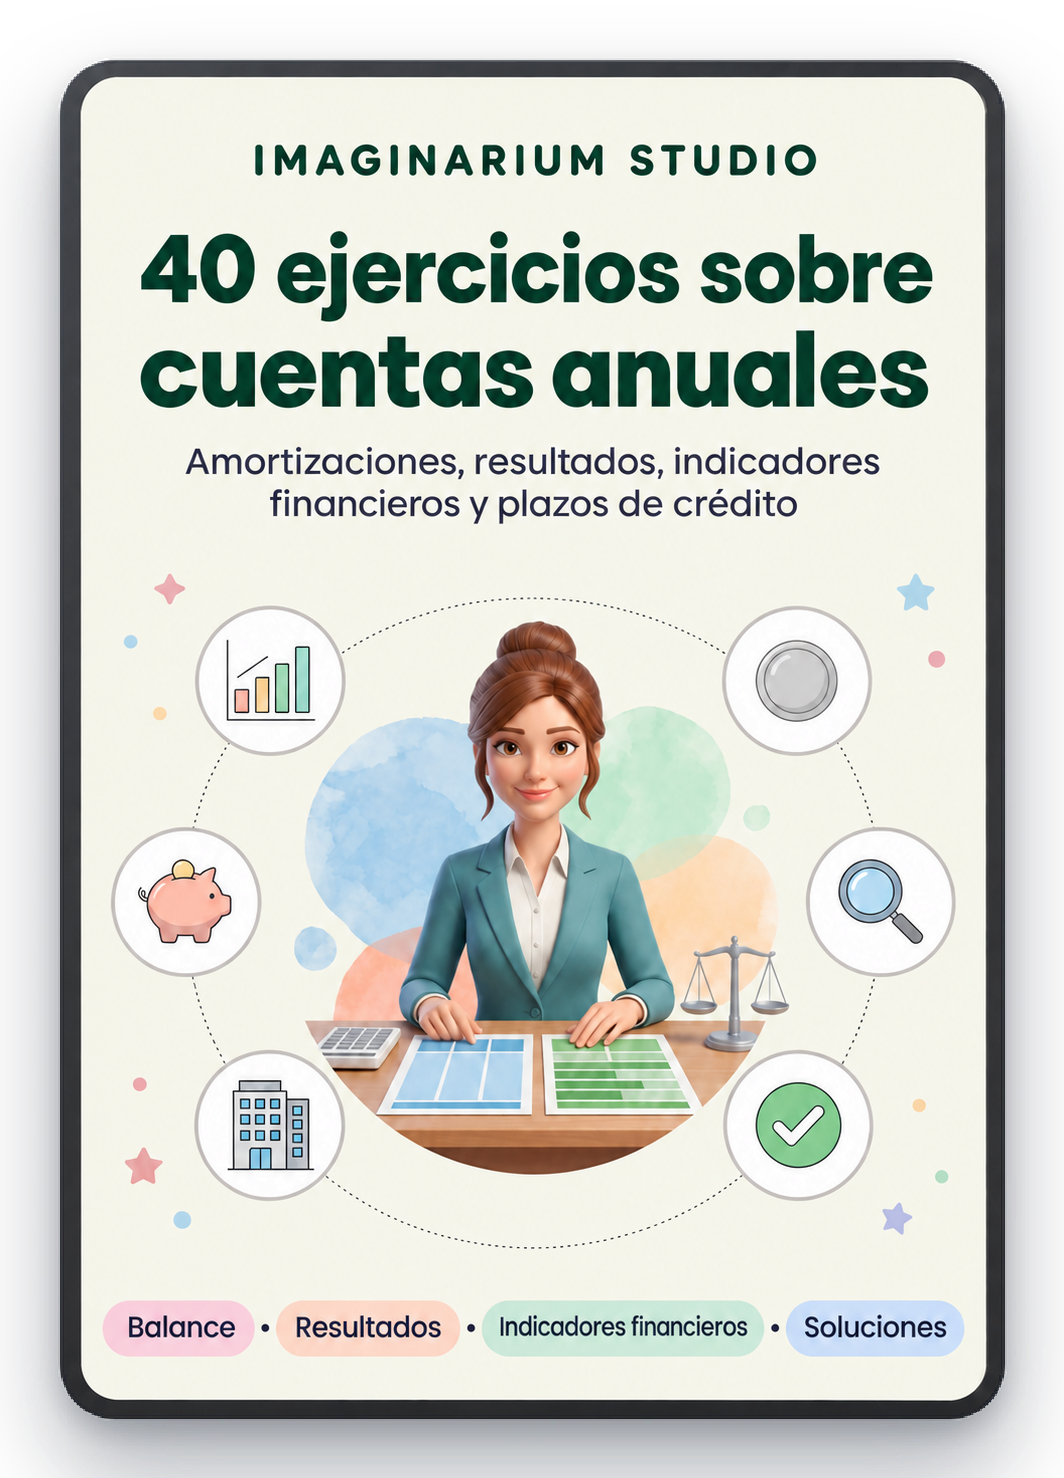 IMAGINARIUM STUDIO
40 ejercicios sobre
cuentas anuales
Amortizaciones, resultados, indicadores
financieros y plazos de crédito
Balance • Resultados • Indicadores financieros • Soluciones